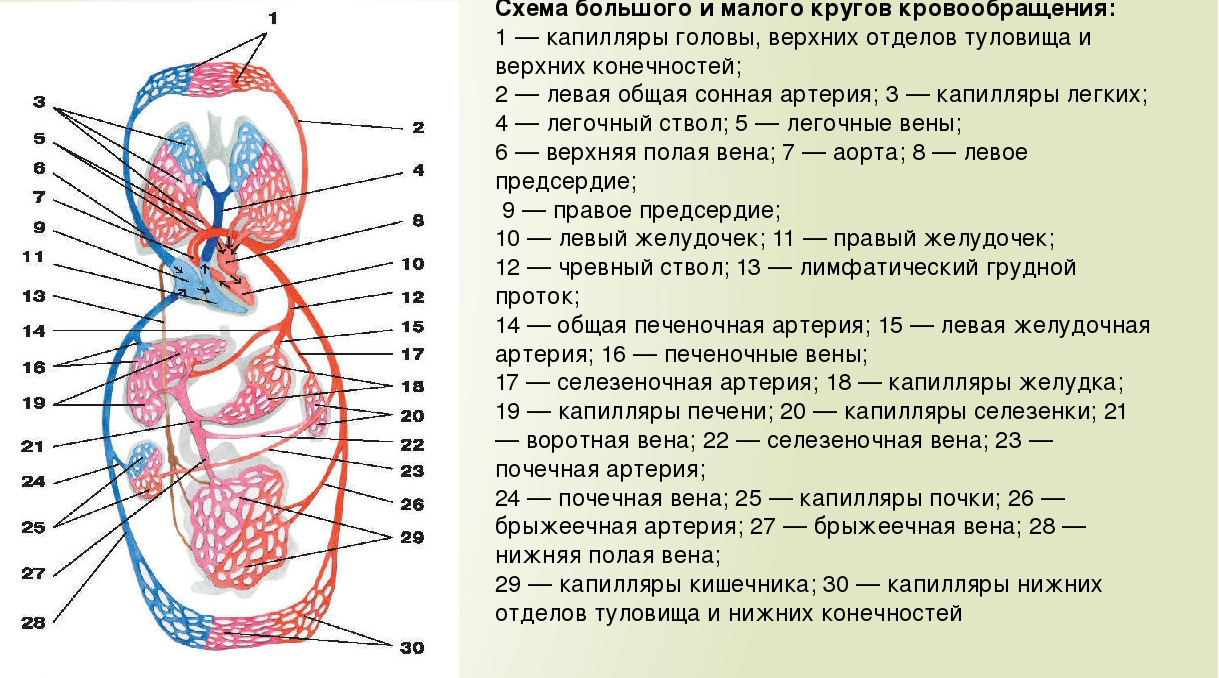 Схема большого и малого кругов кровообращения:
1 — капилляры головы, верхних отделов туловища и
верхних конечностей;
2 — левая общая сонная артерия; 3 — капилляры легких;
4 — легочный ствол; 5 — легочные вены;
6 — верхняя полая вена; 7 — аорта; 8 — левое
предсердие;
9 — правое предсердие;
10 — левый желудочек; 11 — правый желудочек;
12 — чревный ствол; 13 — лимфатический грудной
проток;
14 — общая печеночная артерия; 15 — левая желудочная
артерия; 16 — печеночные вены;
17 — селезеночная артерия; 18 — капилляры желудка;
19 — капилляры печени; 20 — капилляры селезенки; 21
— воротная вена; 22 — селезеночная вена; 23 —
почечная артерия;
24 — почечная вена; 25 — капилляры почки; 26 —
брыжеечная артерия; 27 — брыжеечная вена; 28 —
нижняя полая вена;
29 — капилляры кишечника; 30 — капилляры нижних
отделов туловища и нижних конечностей
1
3
5
6
7
9
11
13
14
16
19
21
24
25
27
28
2
4
8
10
12
15
17
18
20
22
23
26
29
30